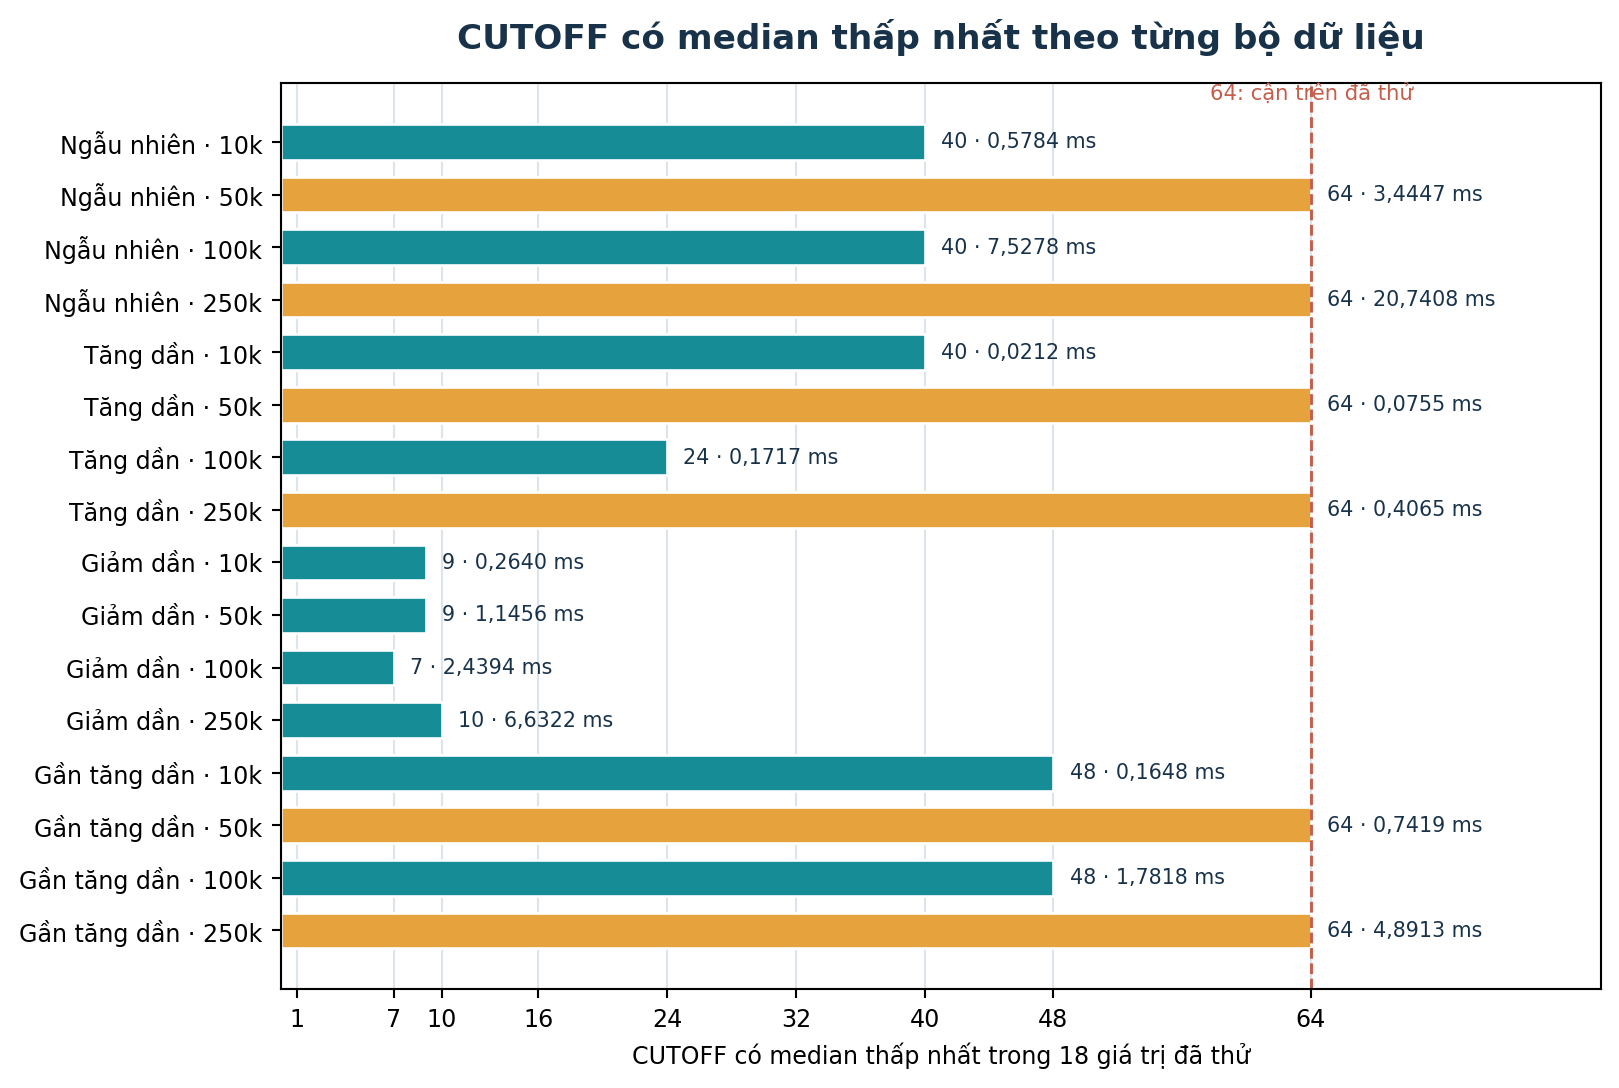 CUTOFF có median thấp nhất theo từng bộ dữ liệu
64: cận trên đã thử
Ngẫu nhiên · 10k 40 · 0,5784 ms
Ngẫu nhiên · 50k 64 · 3,4447 ms
Ngẫu nhiên · 100k 40 · 7,5278 ms
Ngẫu nhiên · 250k 64 · 20,7408 ms
Tăng dần · 10k 40 · 0,0212 ms
Tăng dần · 50k 64 · 0,0755 ms
Tăng dần · 100k 24 · 0,1717 ms
Tăng dần · 250k 64 · 0,4065 ms
Giảm dần · 10k 9 · 0,2640 ms
Giảm dần · 50k 9 · 1,1456 ms
Giảm dần · 100k 7 · 2,4394 ms
Giảm dần · 250k 10 · 6,6322 ms
Gần tăng dần · 10k 48 · 0,1648 ms
Gần tăng dần · 50k 64 · 0,7419 ms
Gần tăng dần · 100k 48 · 1,7818 ms
Gần tăng dần · 250k 64 · 4,8913 ms
1 7 10 16 24 32 40 48 64
CUTOFF có median thấp nhất trong 18 giá trị đã thử